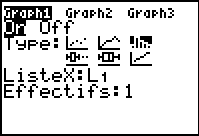 Graph1 Graph2 Graph3
On Off
Type:
ListeX:L₁
Effectifs:1